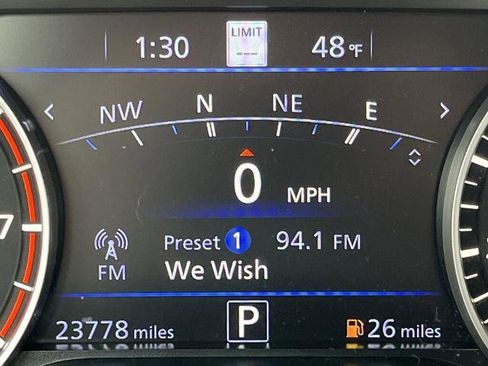 1:30 LIMIT --- 48°F
NW N NE E
0 MPH
Preset 1 94.1 FM
FM We Wish
23778 miles P 26 miles
7